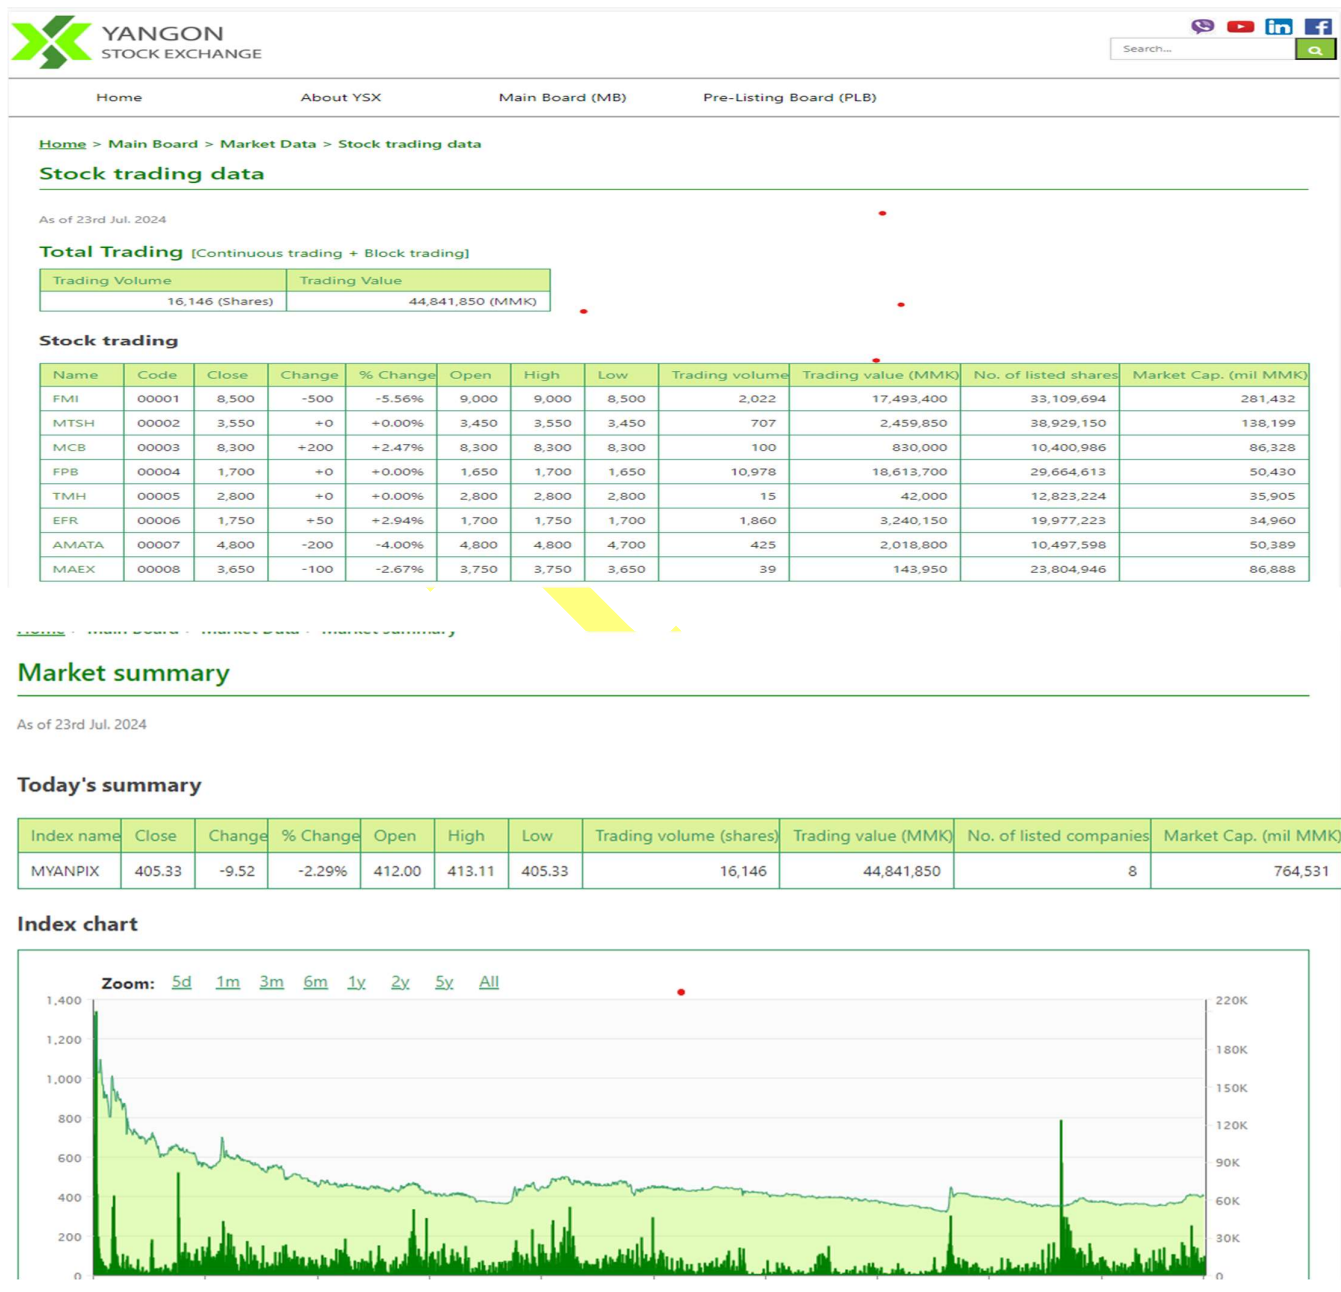 YANGON
STOCK EXCHANGE
Search...
Home About YSX Main Board (MB) Pre-Listing Board (PLB)
Home > Main Board > Market Data > Stock trading data
Stock trading data
As of 23rd Jul. 2024
Total Trading [Continuous trading + Block trading]
Trading Volume Trading Value
16,146 (Shares) 44,841,850 (MMK)
Stock trading
Name Code Close Change % Change Open High Low Trading volume Trading value (MMK) No. of listed shares Market Cap. (mil MMK)
FMI 00001 8,500 -500 -5.56% 9,000 9,000 8,500 2,022 17,493,400 33,109,694 281,432
MTSH 00002 3,550 +0 +0.00% 3,450 3,550 3,450 707 2,459,850 38,929,150 138,199
MCB 00003 8,300 +200 +2.47% 8,300 8,300 8,300 100 830,000 10,400,986 86,328
FPB 00004 1,700 +0 +0.00% 1,650 1,700 1,650 10,978 18,613,700 29,664,613 50,430
TMH 00005 2,800 +0 +0.00% 2,800 2,800 2,800 15 42,000 12,823,224 35,905
EFR 00006 1,750 +50 +2.94% 1,700 1,750 1,700 1,860 3,240,150 19,977,223 34,960
AMATA 00007 4,800 -200 -4.00% 4,800 4,800 4,700 425 2,018,800 10,497,598 50,389
MAEX 00008 3,650 -100 -2.67% 3,750 3,750 3,650 39 143,950 23,804,946 86,888
Home > Main Board > Market Data > Market summary
Market summary
As of 23rd Jul. 2024
Today's summary
Index name Close Change % Change Open High Low Trading volume (shares) Trading value (MMK) No. of listed companies Market Cap. (mil MMK)
MYANPIX 405.33 -9.52 -2.29% 412.00 413.11 405.33 16,146 44,841,850 8 764,531
Index chart
Zoom: 5d 1m 3m 6m 1y 2y 5y All
1,400 220K
1,200 180K
1,000 150K
800 120K
600 90K
400 60K
200 30K
0 0